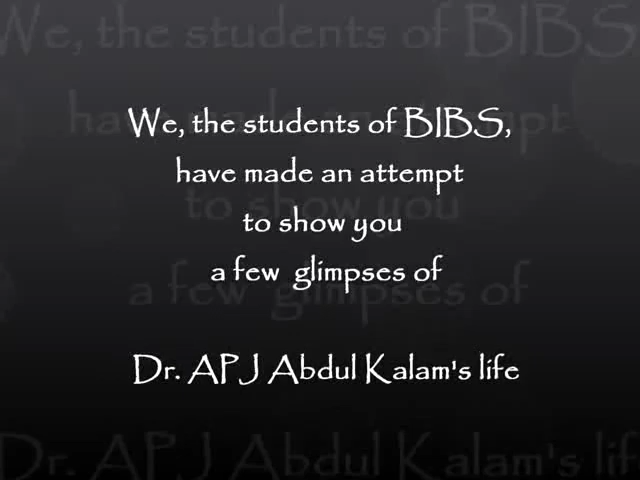 We, the students of BIBS,
have made an attempt
to show you
a few glimpses of
Dr. APJ Abdul Kalam's life